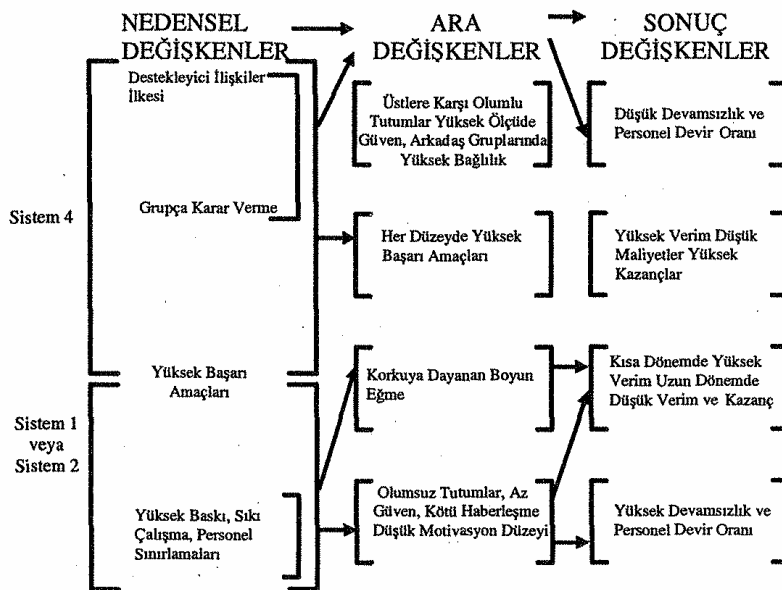 NEDENSEL
DEĞİŞKENLER
ARA
DEĞİŞKENLER
SONUÇ
DEĞİŞKENLER
Sistem 4
Destekleyici İlişkiler
İlkesi
Grupça Karar Verme
Yüksek Başarı
Amaçları
Üstlere Karşı Olumlu
Tutumlar Yüksek Ölçüde
Güven, Arkadaş Gruplarında
Yüksek Bağlılık
Düşük Devamsızlık ve
Personel Devir Oranı
Her Düzeyde Yüksek
Başarı Amaçları
Yüksek Verim Düşük
Maliyetler Yüksek
Kazançlar
Sistem 1
veya
Sistem 2
Yüksek Baskı, Sıkı
Çalışma, Personel
Sınırlamaları
Korkuya Dayanan Boyun
Eğme
Kısa Dönemde Yüksek
Verim Uzun Dönemde
Düşük Verim ve Kazanç
Olumsuz Tutumlar, Az
Güven, Kötü Haberleşme
Düşük Motivasyon Düzeyi
Yüksek Devamsızlık ve
Personel Devir Oranı